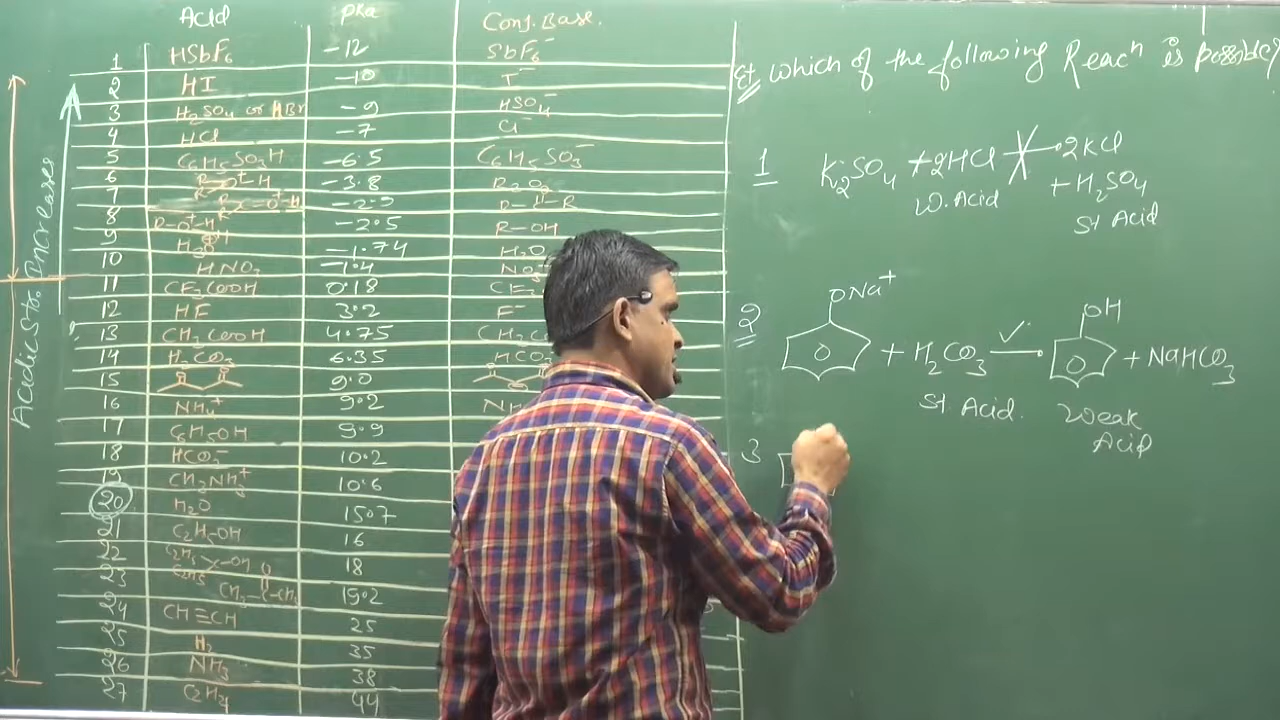 Acid pKa Conj. Base.
1 HSbF6 -12 SbF6-
2 HI -10 I-
3 H2SO4 or HBr -9 HSO4-
4 HCl -7 Cl-
5 C6H5SO3H -6.5 C6H5SO3-
6 -3.8
7 -2.9
8 R-O+-H -2.5 R-OH
9 H3O -1.74 H2O
10 HNO3 -1.4
11 CF3COOH 0.18
12 HF 3.2 F-
13 CH3COOH 4.75
14 H2CO3 6.35 HCO3
15 9.0
16 NH4+ 9.2
17 C6H5OH 9.9
18 HCO3- 10.2
19 CH3NH3+ 10.6
20 H2O 15.7
21 C2H5OH 16
22 18
23 19.2
24 CH≡CH 25
25 H2 35
26 NH3 38
27 C2H4 44
Acidic Str. Increases
Ex Which of the following Reacn is possible?
1 K2SO4 + 2HCl → 2KCl
+ H2SO4
W. Acid
St. Acid
2 ONa+ OH
+ H2CO3 → + NaHCO3
St. Acid. Weak
Acid
3